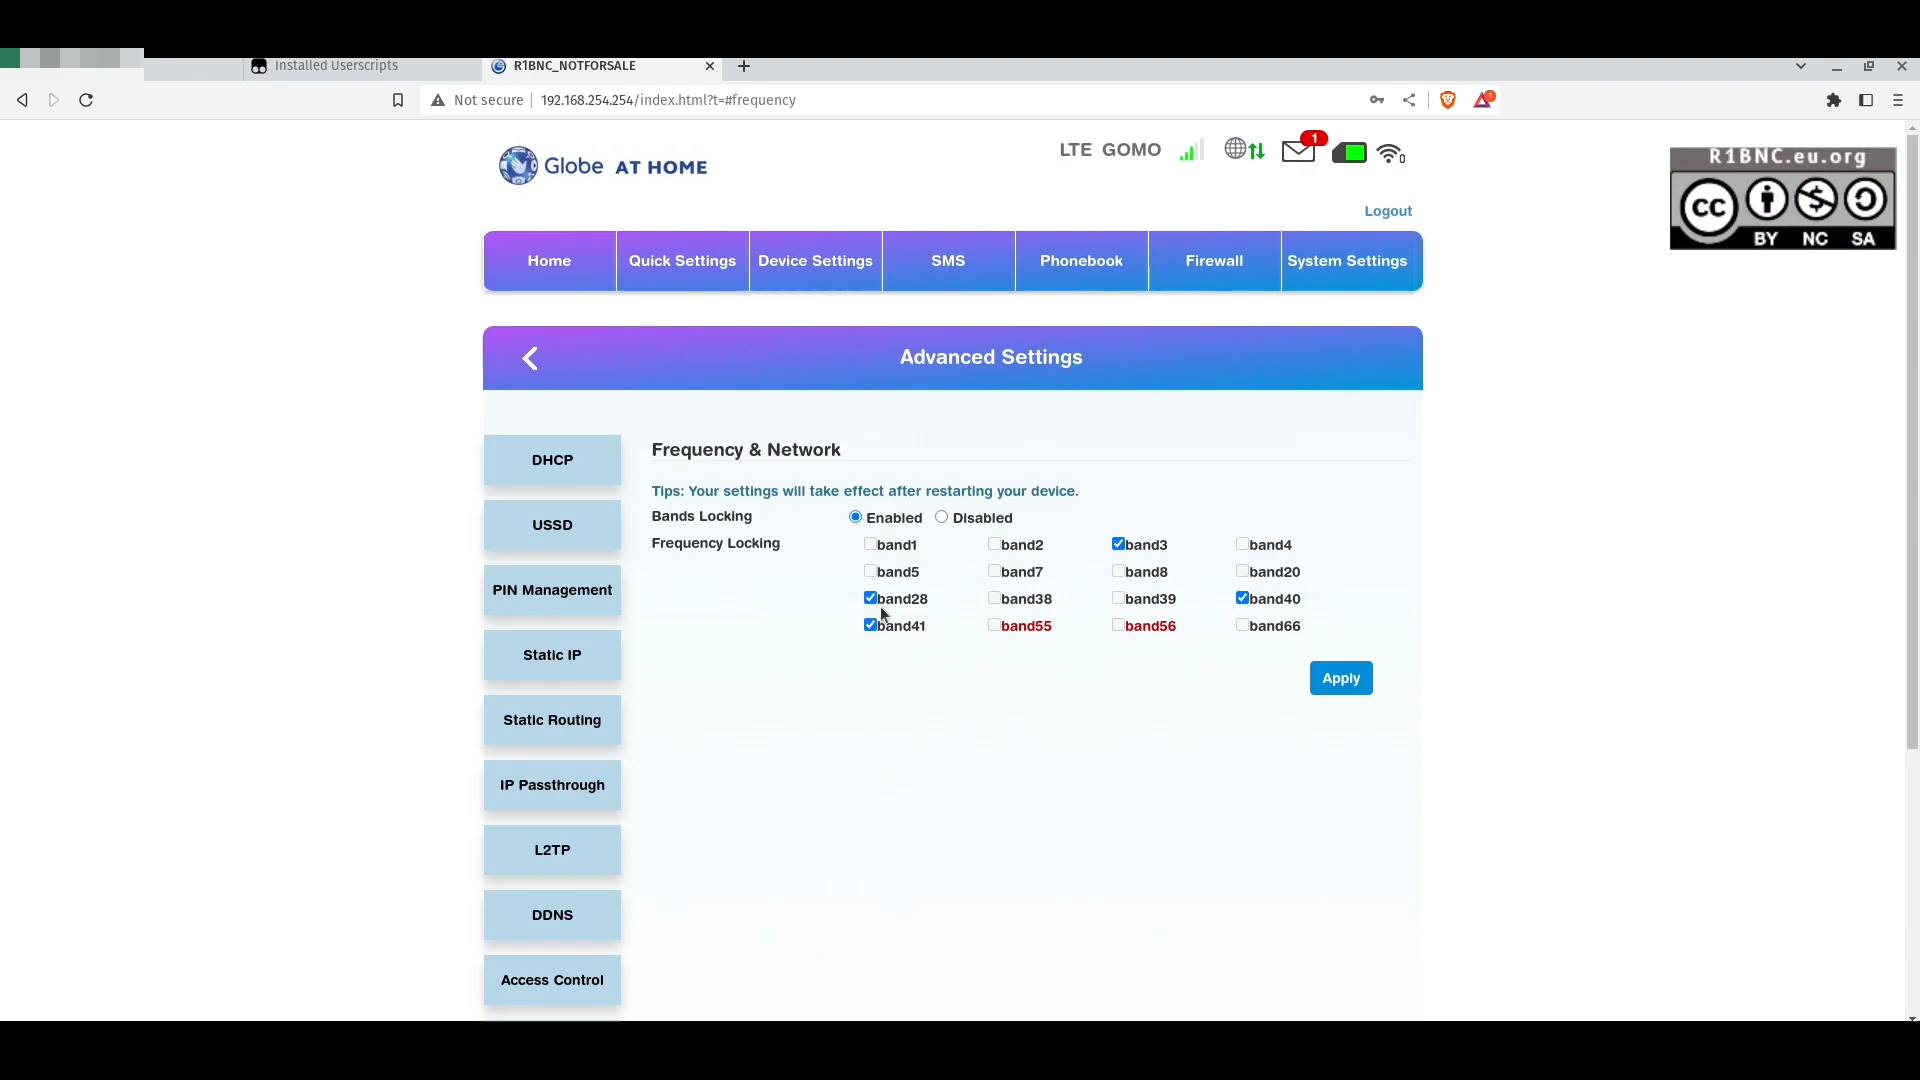 Installed Userscripts
R1BNC_NOTFORSALE
Not secure
192.168.254.254/index.html?t=#frequency
1
Globe AT HOME
LTE GOMO
1
0
R1BNC.eu.org
cc
BY NC SA
Logout
Home
Quick Settings
Device Settings
SMS
Phonebook
Firewall
System Settings
Advanced Settings
DHCP
USSD
PIN Management
Static IP
Static Routing
IP Passthrough
L2TP
DDNS
Access Control
Frequency & Network
Tips: Your settings will take effect after restarting your device.
Bands Locking Enabled Disabled
Frequency Locking band1 band2 band3 band4
band5 band7 band8 band20
band28 band38 band39 band40
band41 band55 band56 band66
Apply